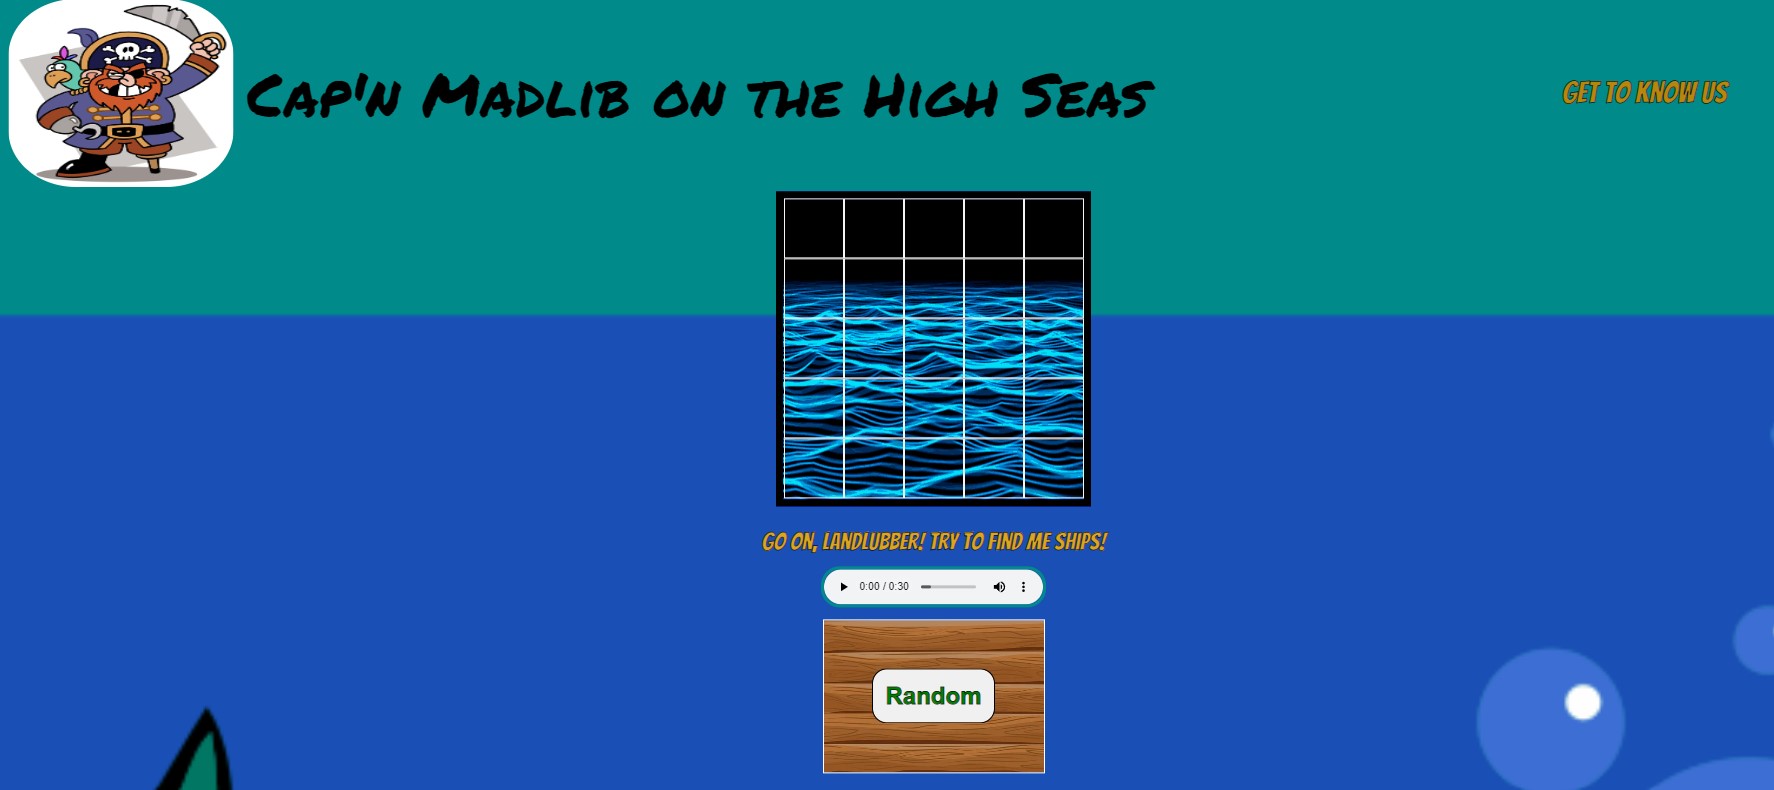 Cap'n Madlib on the High Seas
GET TO KNOW US
GO ON, LANDLUBBER! TRY TO FIND ME SHIPS!
0:00 / 0:30
Random